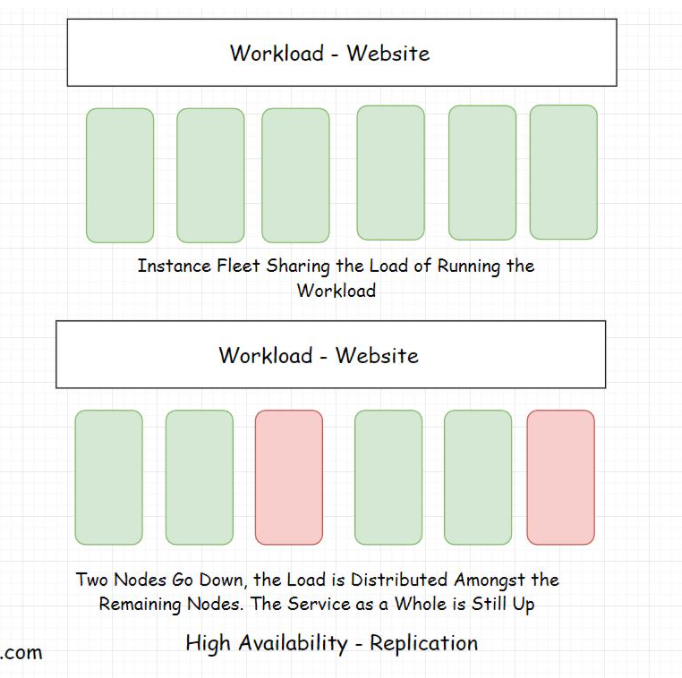 Workload - Website
Instance Fleet Sharing the Load of Running the
Workload
Workload - Website
Two Nodes Go Down, the Load is Distributed Amongst the
Remaining Nodes. The Service as a Whole is Still Up
High Availability - Replication
.com